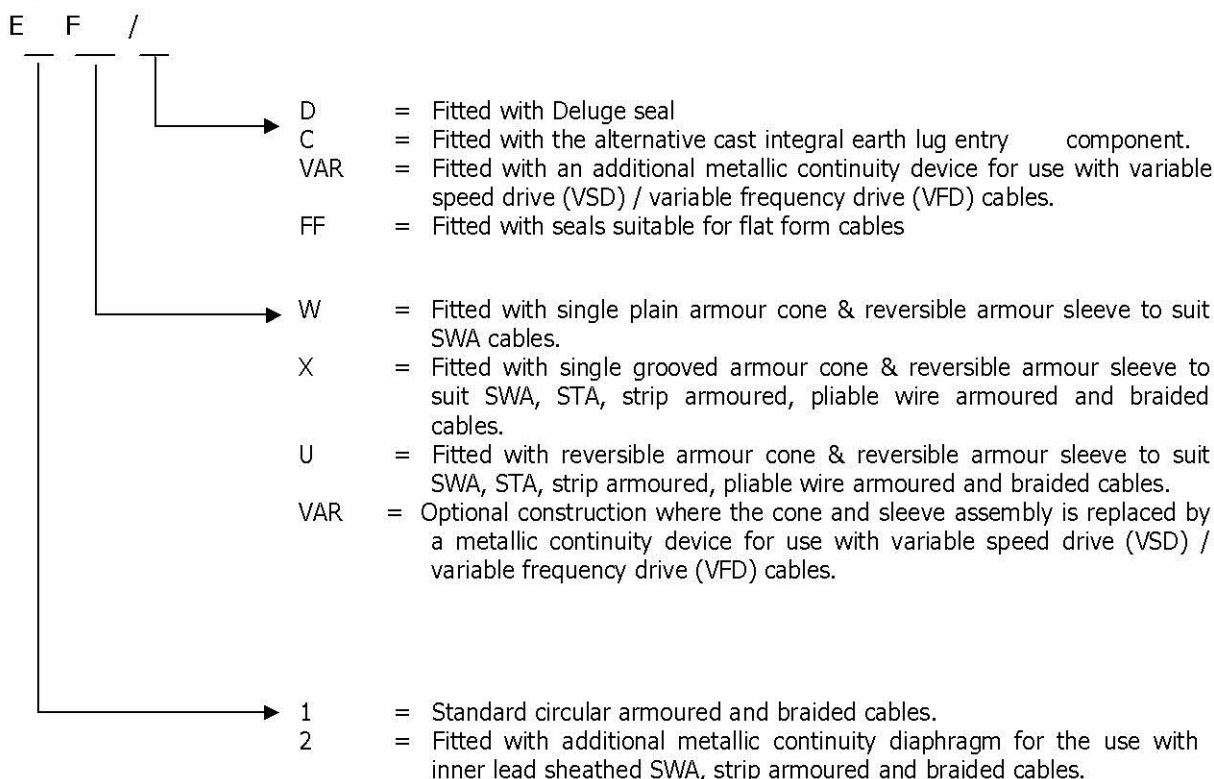 E F /
D = Fitted with Deluge seal
C = Fitted with the alternative cast integral earth lug entry component.
VAR = Fitted with an additional metallic continuity device for use with variable
speed drive (VSD) / variable frequency drive (VFD) cables.
FF = Fitted with seals suitable for flat form cables
W = Fitted with single plain armour cone & reversible armour sleeve to suit
SWA cables.
X = Fitted with single grooved armour cone & reversible armour sleeve to
suit SWA, STA, strip armoured, pliable wire armoured and braided
cables.
U = Fitted with reversible armour cone & reversible armour sleeve to suit
SWA, STA, strip armoured, pliable wire armoured and braided cables.
VAR = Optional construction where the cone and sleeve assembly is replaced by
a metallic continuity device for use with variable speed drive (VSD) /
variable frequency drive (VFD) cables.
1 = Standard circular armoured and braided cables.
2 = Fitted with additional metallic continuity diaphragm for the use with
inner lead sheathed SWA, strip armoured and braided cables.